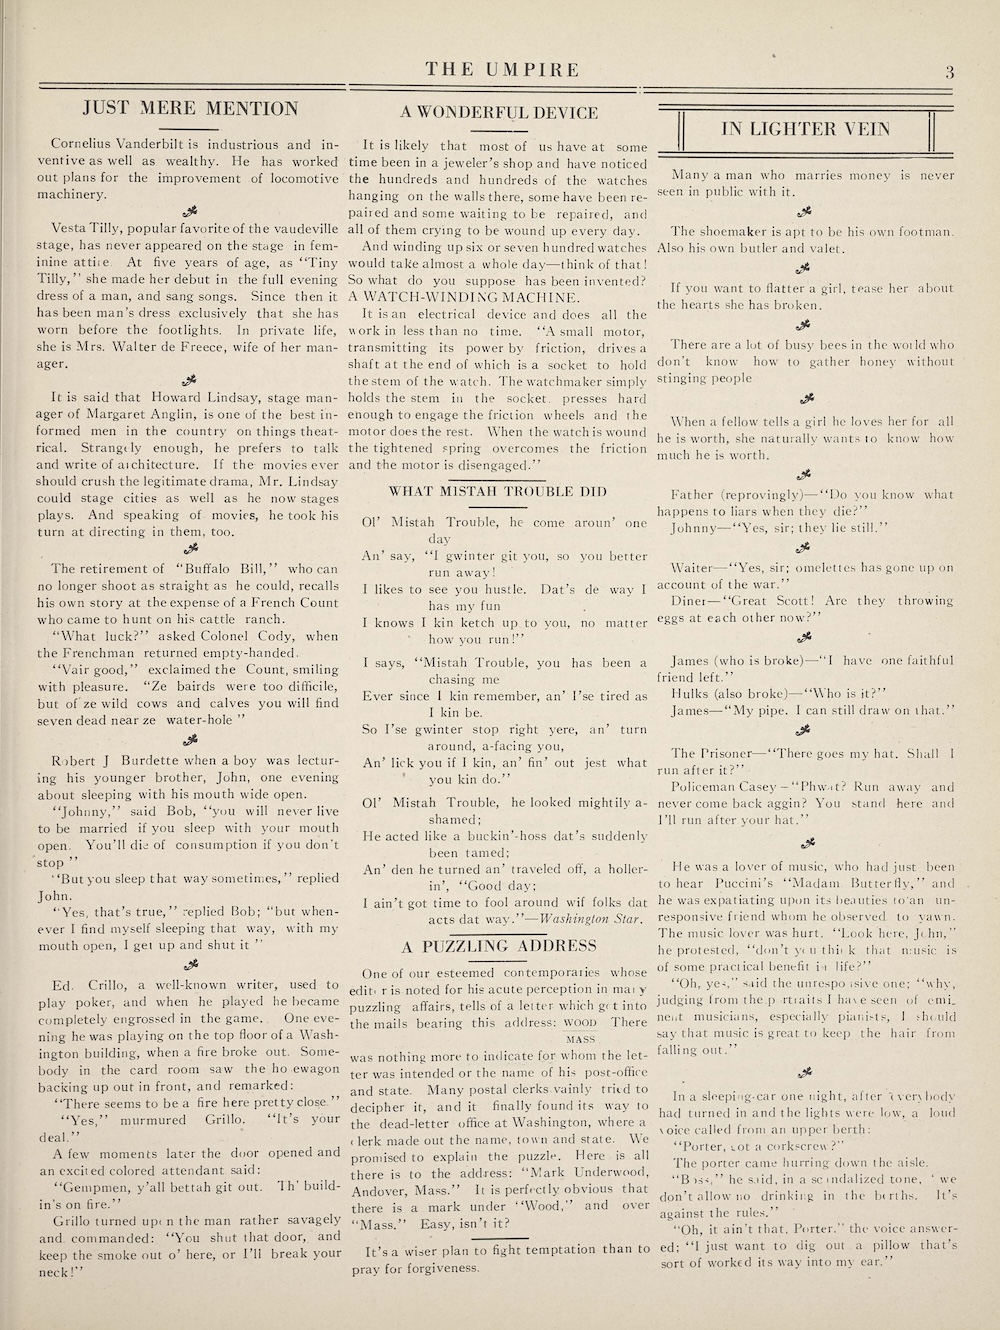 THE UMPIRE
3
JUST MERE MENTION
Cornelius Vanderbilt is industrious and in-
ventive as well as wealthy. He has worked
out plans for the improvement of locomotive
machinery.
Vesta Tilly, popular favorite of the vaudeville
stage, has never appeared on the stage in fem-
inine attire. At five years of age, as "Tiny
Tilly," she made her debut in the full evening
dress of a man, and sang songs. Since then it
has been man's dress exclusively that she has
worn before the footlights. In private life,
she is Mrs. Walter de Freece, wife of her man-
ager.
It is said that Howard Lindsay, stage man-
ager of Margaret Anglin, is one of the best in-
formed men in the country on things theat-
rical. Strangely enough, he prefers to talk
and write of architecture. If the movies ever
should crush the legitimate drama, Mr. Lindsay
could stage cities as well as he now stages
plays. And speaking of movies, he took his
turn at directing in them, too.
The retirement of "Buffalo Bill," who can
no longer shoot as straight as he could, recalls
his own story at the expense of a French Count
who came to hunt on his cattle ranch.
"What luck?" asked Colonel Cody, when
the Frenchman returned empty-handed.
"Vair good," exclaimed the Count, smiling
with pleasure. "Ze bairds were too difficile,
but of ze wild cows and calves you will find
seven dead near ze water-hole "
Robert J Burdette when a boy was lectur-
ing his younger brother, John, one evening
about sleeping with his mouth wide open.
"Johnny," said Bob, "you will never live
to be married if you sleep with your mouth
open. You'll die of consumption if you don't
stop "
"But you sleep that way sometimes," replied
John.
"Yes, that's true," replied Bob; "but when-
ever I find myself sleeping that way, with my
mouth open, I get up and shut it "
Ed. Crillo, a well-known writer, used to
play poker, and when he played he became
completely engrossed in the game. One eve-
ning he was playing on the top floor of a Wash-
ington building, when a fire broke out. Some-
body in the card room saw the ho ewagon
backing up out in front, and remarked:
"There seems to be a fire here pretty close."
"Yes," murmured Grillo. "It's your
deal."
A few moments later the door opened and
an excited colored attendant said:
"Gempmen, y'all bettah git out. Th' build-
in's on fire."
Grillo turned upon the man rather savagely
and commanded: "You shut that door, and
keep the smoke out o' here, or I'll break your
neck!"
A WONDERFUL DEVICE
It is likely that most of us have at some
time been in a jeweler's shop and have noticed
the hundreds and hundreds of the watches
hanging on the walls there, some have been re-
paired and some waiting to be repaired, and
all of them crying to be wound up every day.
And winding up six or seven hundred watches
would take almost a whole day—think of that!
So what do you suppose has been invented?
A WATCH-WINDING MACHINE.
It is an electrical device and does all the
work in less than no time. "A small motor,
transmitting its power by friction, drives a
shaft at the end of which is a socket to hold
the stem of the watch. The watchmaker simply
holds the stem in the socket. presses hard
enough to engage the friction wheels and the
motor does the rest. When the watch is wound
the tightened spring overcomes the friction
and the motor is disengaged."
WHAT MISTAH TROUBLE DID
Ol' Mistah Trouble, he come aroun' one
day
An' say, "I gwinter git you, so you better
run away!
I likes to see you hustle. Dat's de way I
has my fun
I knows I kin ketch up to you, no matter
how you run!"
I says, "Mistah Trouble, you has been a
chasing me
Ever since I kin remember, an' I'se tired as
I kin be.
So I'se gwinter stop right yere, an' turn
around, a-facing you,
An' lick you if I kin, an' fin' out jest what
you kin do."
Ol' Mistah Trouble, he looked mightily a-
shamed;
He acted like a buckin'-hoss dat's suddenly
been tamed;
An' den he turned an' traveled off, a holler-
in', "Good day;
I ain't got time to fool around wif folks dat
acts dat way."—Washington Star.
A PUZZLING ADDRESS
One of our esteemed contemporaries whose
editor is noted for his acute perception in many
puzzling affairs, tells of a letter which got into
the mails bearing this address: WOOD There
MASS
was nothing more to indicate for whom the let-
ter was intended or the name of his post-office
and state. Many postal clerks vainly tried to
decipher it, and it finally found its way to
the dead-letter office at Washington, where a
clerk made out the name, town and state. We
promised to explain the puzzle. Here is all
there is to the address: "Mark Underwood,
Andover, Mass." It is perfectly obvious that
there is a mark under "Wood," and over
"Mass." Easy, isn't it?
It's a wiser plan to fight temptation than to
pray for forgiveness.
IN LIGHTER VEIN
Many a man who marries money is never
seen in public with it.
The shoemaker is apt to be his own footman.
Also his own butler and valet.
If you want to flatter a girl, tease her about
the hearts she has broken.
There are a lot of busy bees in the world who
don't know how to gather honey without
stinging people
When a fellow tells a girl he loves her for all
he is worth, she naturally wants to know how
much he is worth.
Father (reprovingly)—"Do you know what
happens to liars when they die?"
Johnny—"Yes, sir; they lie still."
Waiter—"Yes, sir; omelettes has gone up on
account of the war."
Diner—"Great Scott! Are they throwing
eggs at each other now?"
James (who is broke)—"I have one faithful
friend left."
Hulks (also broke)—"Who is it?"
James—"My pipe. I can still draw on that."
The Prisoner—"There goes my hat. Shall I
run after it?"
Policeman Casey—"Phwat? Run away and
never come back aggin? You stand here and
I'll run after your hat."
He was a lover of music, who had just been
to hear Puccini's "Madam Butterfly," and
he was expatiating upon its beauties to an un-
responsive friend whom he observed to yawn.
The music lover was hurt. "Look here, John,"
he protested, "don't you think that music is
of some practical benefit in life?"
"Oh, yes," said the unresponsive one; "why,
judging from the portraits I have seen of emi-
nent musicians, especially pianists, I should
say that music is great to keep the hair from
falling out."
In a sleeping-car one night, after everybody
had turned in and the lights were low, a loud
voice called from an upper berth:
"Porter, got a corkscrew?"
The porter came hurring down the aisle.
"Boss," he said, in a scandalized tone, "we
don't allow no drinking in the berths. It's
against the rules."
"Oh, it ain't that, Porter," the voice answer-
ed; "I just want to dig out a pillow that's
sort of worked its way into my ear."